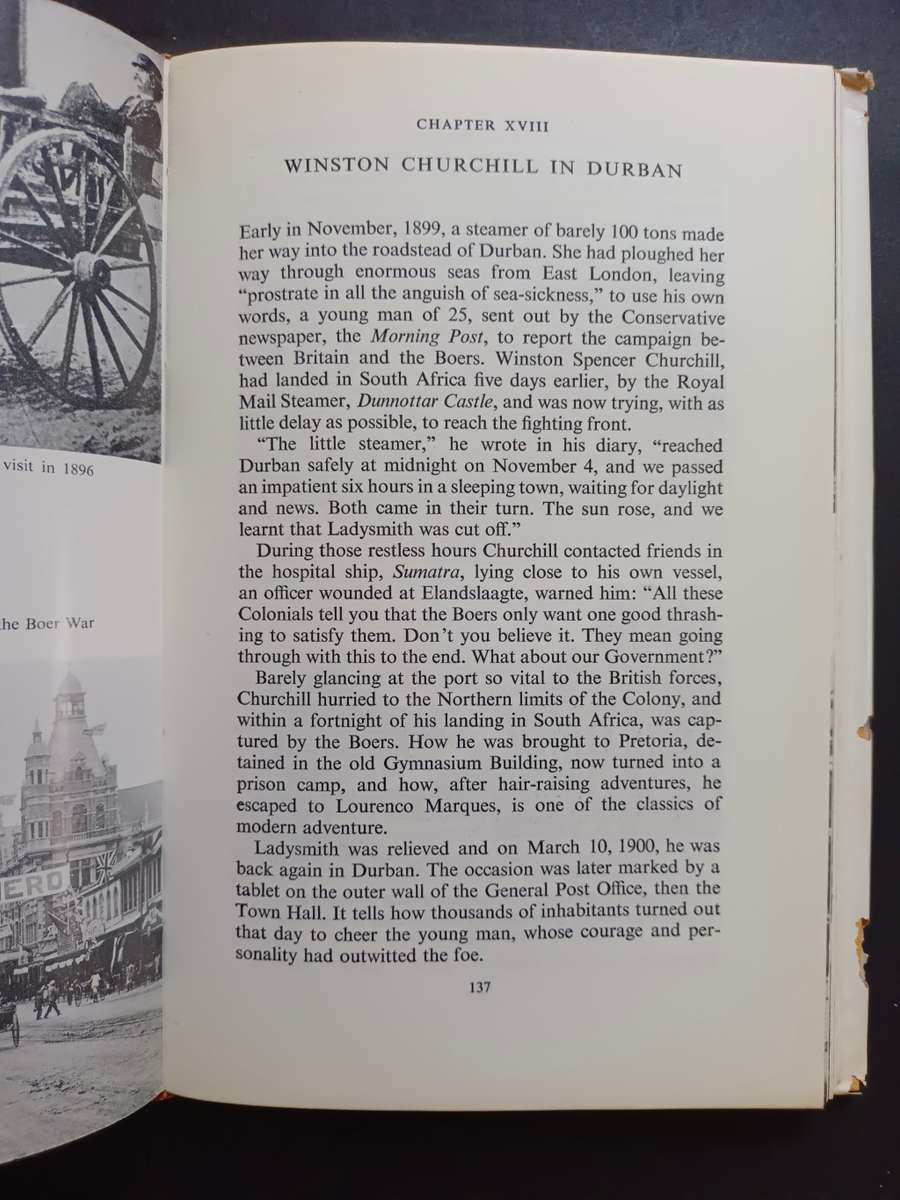 visit in 1896
he Boer War
ERO
CHAPTER XVIII
WINSTON CHURCHILL IN DURBAN
Early in November, 1899, a steamer of barely 100 tons made
her way into the roadstead of Durban. She had ploughed her
way through enormous seas from East London, leaving
“prostrate in all the anguish of sea-sickness,” to use his own
words, a young man of 25, sent out by the Conservative
newspaper, the Morning Post, to report the campaign be-
tween Britain and the Boers. Winston Spencer Churchill,
had landed in South Africa five days earlier, by the Royal
Mail Steamer, Dunnottar Castle, and was now trying, with as
little delay as possible, to reach the fighting front.
“The little steamer,” he wrote in his diary, “reached
Durban safely at midnight on November 4, and we passed
an impatient six hours in a sleeping town, waiting for daylight
and news. Both came in their turn. The sun rose, and we
learnt that Ladysmith was cut off.”
During those restless hours Churchill contacted friends in
the hospital ship, Sumatra, lying close to his own vessel,
an officer wounded at Elandslaagte, warned him: “All these
Colonials tell you that the Boers only want one good thrash-
ing to satisfy them. Don't you believe it. They mean going
through with this to the end. What about our Government?”
Barely glancing at the port so vital to the British forces,
Churchill hurried to the Northern limits of the Colony, and
within a fortnight of his landing in South Africa, was cap-
tured by the Boers. How he was brought to Pretoria, de-
tained in the old Gymnasium Building, now turned into a
prison camp, and how, after hair-raising adventures, he
escaped to Lourenco Marques, is one of the classics of
modern adventure.
Ladysmith was relieved and on March 10, 1900, he was
back again in Durban. The occasion was later marked by a
tablet on the outer wall of the General Post Office, then the
Town Hall. It tells how thousands of inhabitants turned out
that day to cheer the young man, whose courage and per-
sonality had outwitted the foe.
137